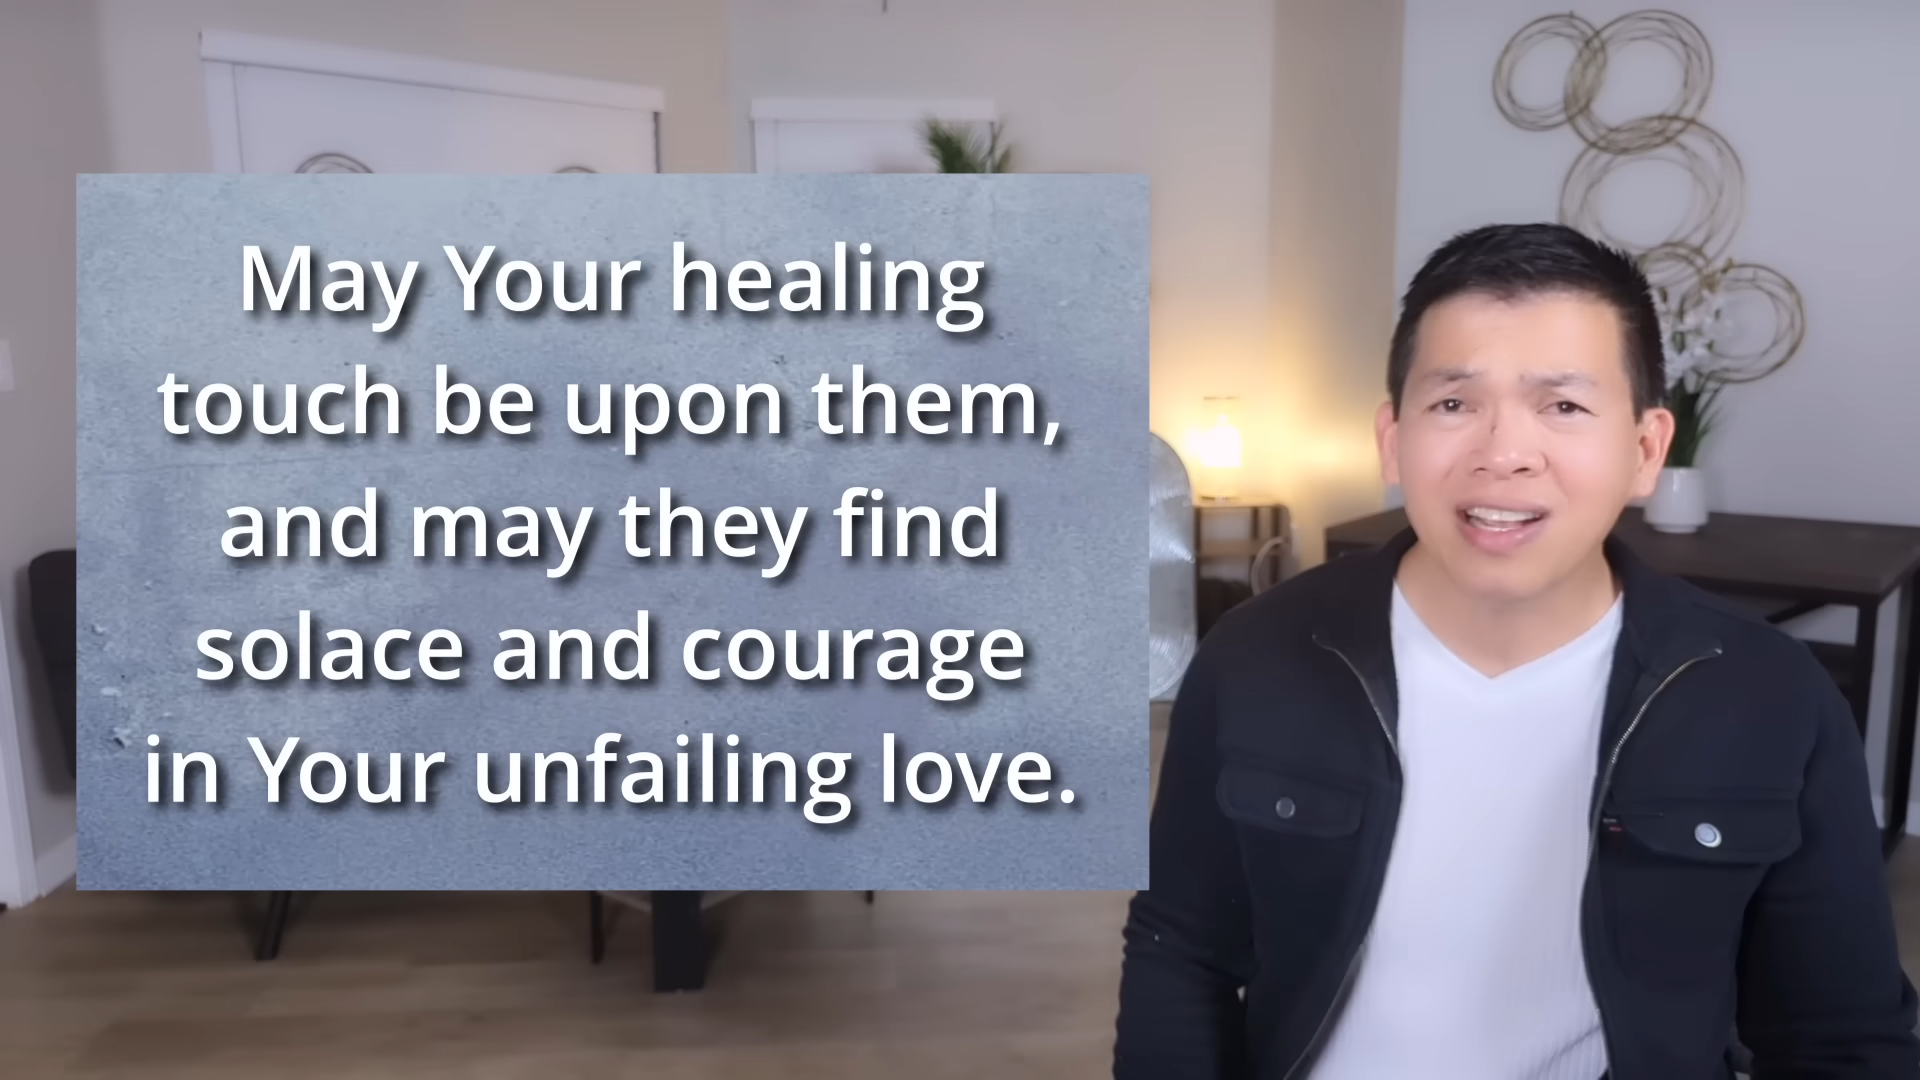 May Your healing
touch be upon them,
and may they find
solace and courage
in Your unfailing love.